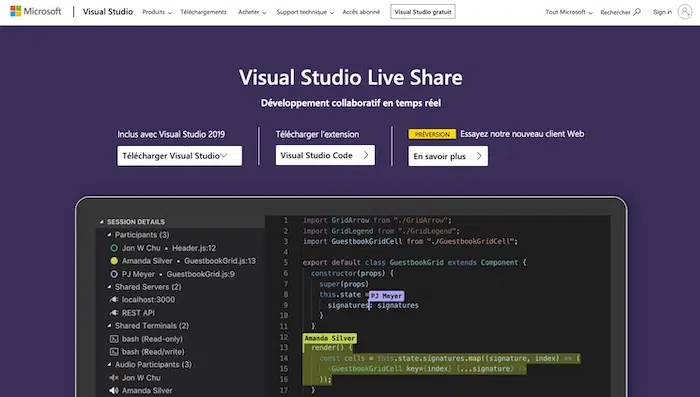 Microsoft Visual Studio Produits Téléchargements Acheter Support technique Accès abonné Visual Studio gratuit Tout Microsoft Rechercher Sign in
Visual Studio Live Share
Développement collaboratif en temps réel
Inclus avec Visual Studio 2019
Télécharger Visual Studio
Télécharger l'extension
Visual Studio Code
PRÉVERSION Essayez notre nouveau client Web
En savoir plus
SESSION DETAILS
Participants (3)
Jon W Chu • Header.js:12
Amanda Silver • GuestbookGrid.js:13
PJ Meyer • GuestbookGrid.js:9
Shared Servers (2)
localhost:3000
REST API
Shared Terminals (2)
bash (Read-only)
bash (Read/write)
Audio Participants (3)
Jon W Chu
Amanda Silver
1 import GridArrow from "./GridArrow";
2 import GridLegend from "./GridLegend";
3 import GuestbookGridCell from "./GuestbookGridCell";
4
5 export default class GuestbookGrid extends Component {
6 constructor(props) {
7 super(props)
8 this.state = PJ Meyer
9 signatures: signatures
10 }
11 }
12 Amanda Silver
13 render() {
14 const cells = this.state.signatures.map((signature, index) => (
15 <GuestbookGridCell key={index} {...signature} />
16 ));
17 }